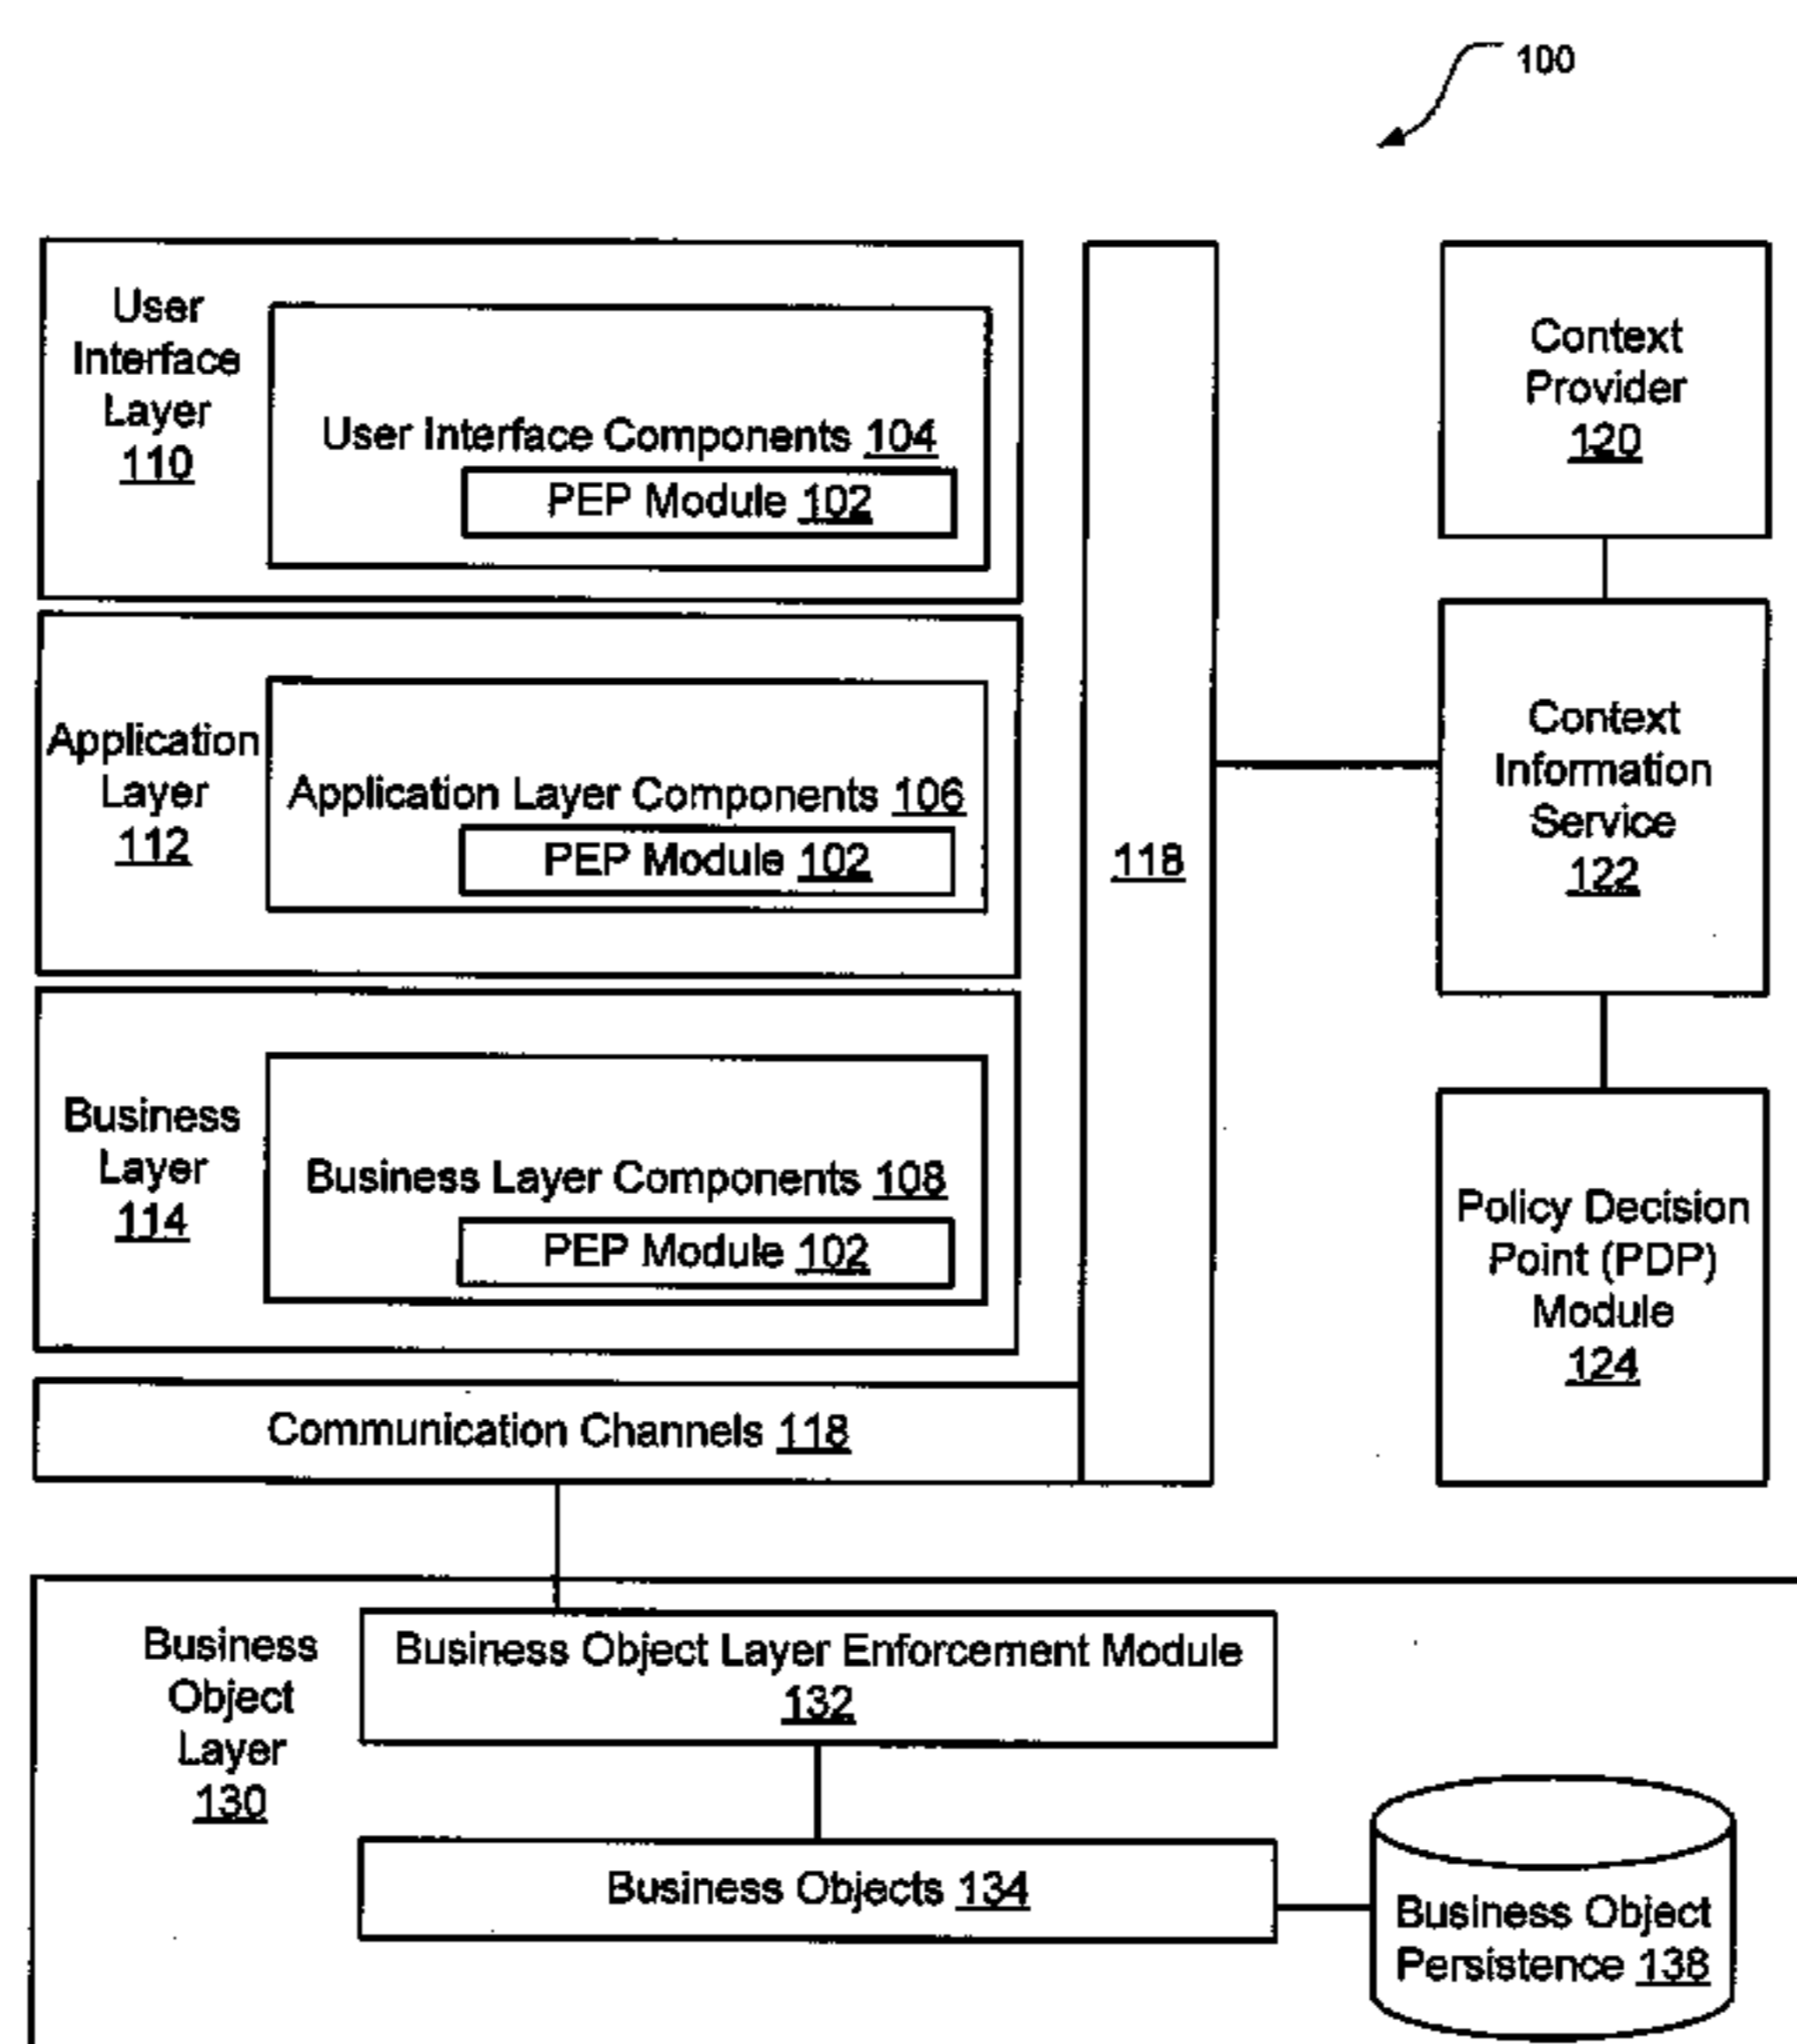 100
User
Interface
Layer
110
User Interface Components 104
PEP Module 102
Application
Layer
112
Application Layer Components 106
PEP Module 102
Business
Layer
114
Business Layer Components 108
PEP Module 102
Communication Channels 118
118
Context
Provider
120
Context
Information
Service
122
Policy Decision
Point (PDP)
Module
124
Business
Object
Layer
130
Business Object Layer Enforcement Module
132
Business Objects 134
Business Object
Persistence 138